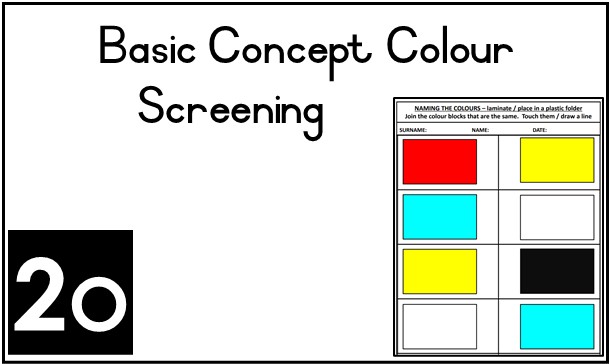 Basic Concept Colour
Screening
NAMING THE COLOURS – laminate / place in a plastic folder
Join the colour blocks that are the same. Touch them / draw a line
SURNAME: NAME: DATE:
2o